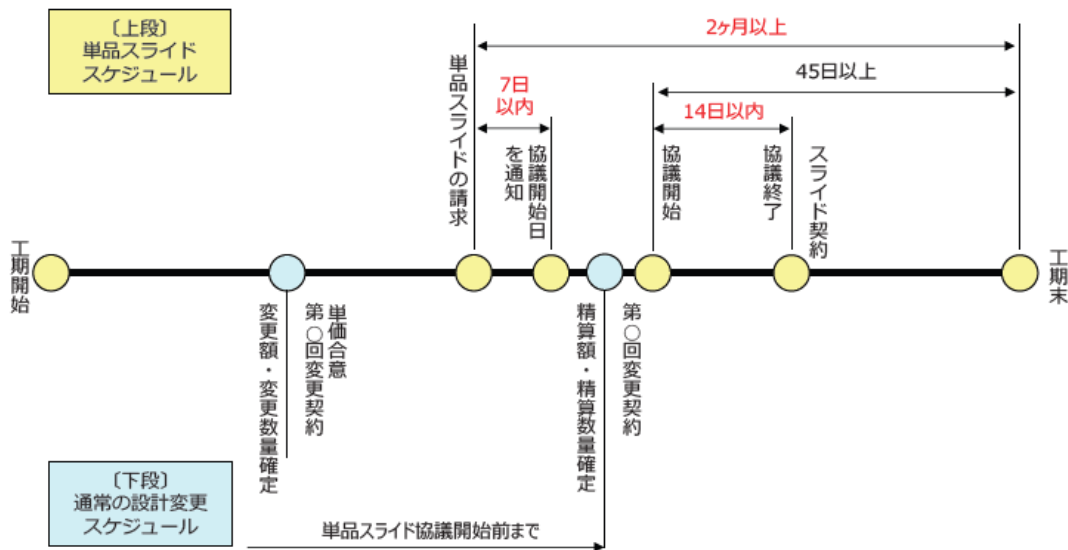 〔上段〕
単品スライド
スケジュール
2ヶ月以上
45日以上
7日
以内
14日以内
単品スライドの請求
協議開始日
を通知
協議開始
協議終了
スライド契約
工期開始
工期末
変更額・変更数量確定
単価合意
第〇回変更契約
精算額・精算数量確定
第〇回変更契約
〔下段〕
通常の設計変更
スケジュール
単品スライド協議開始前まで